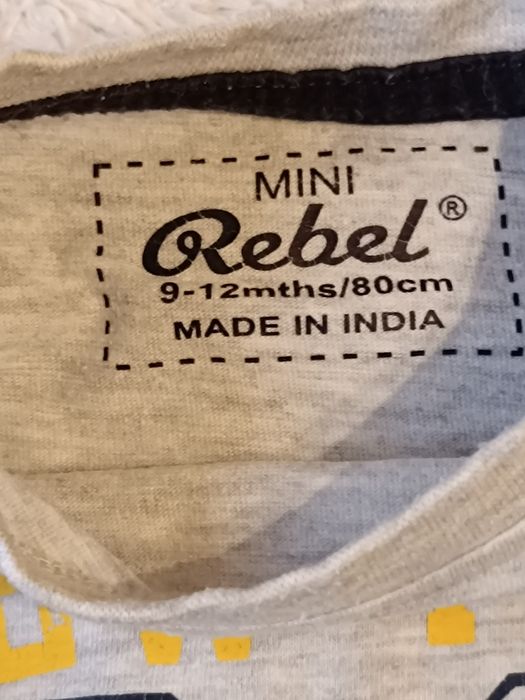 MINI
Rebel®
9-12mths/80cm
MADE IN INDIA